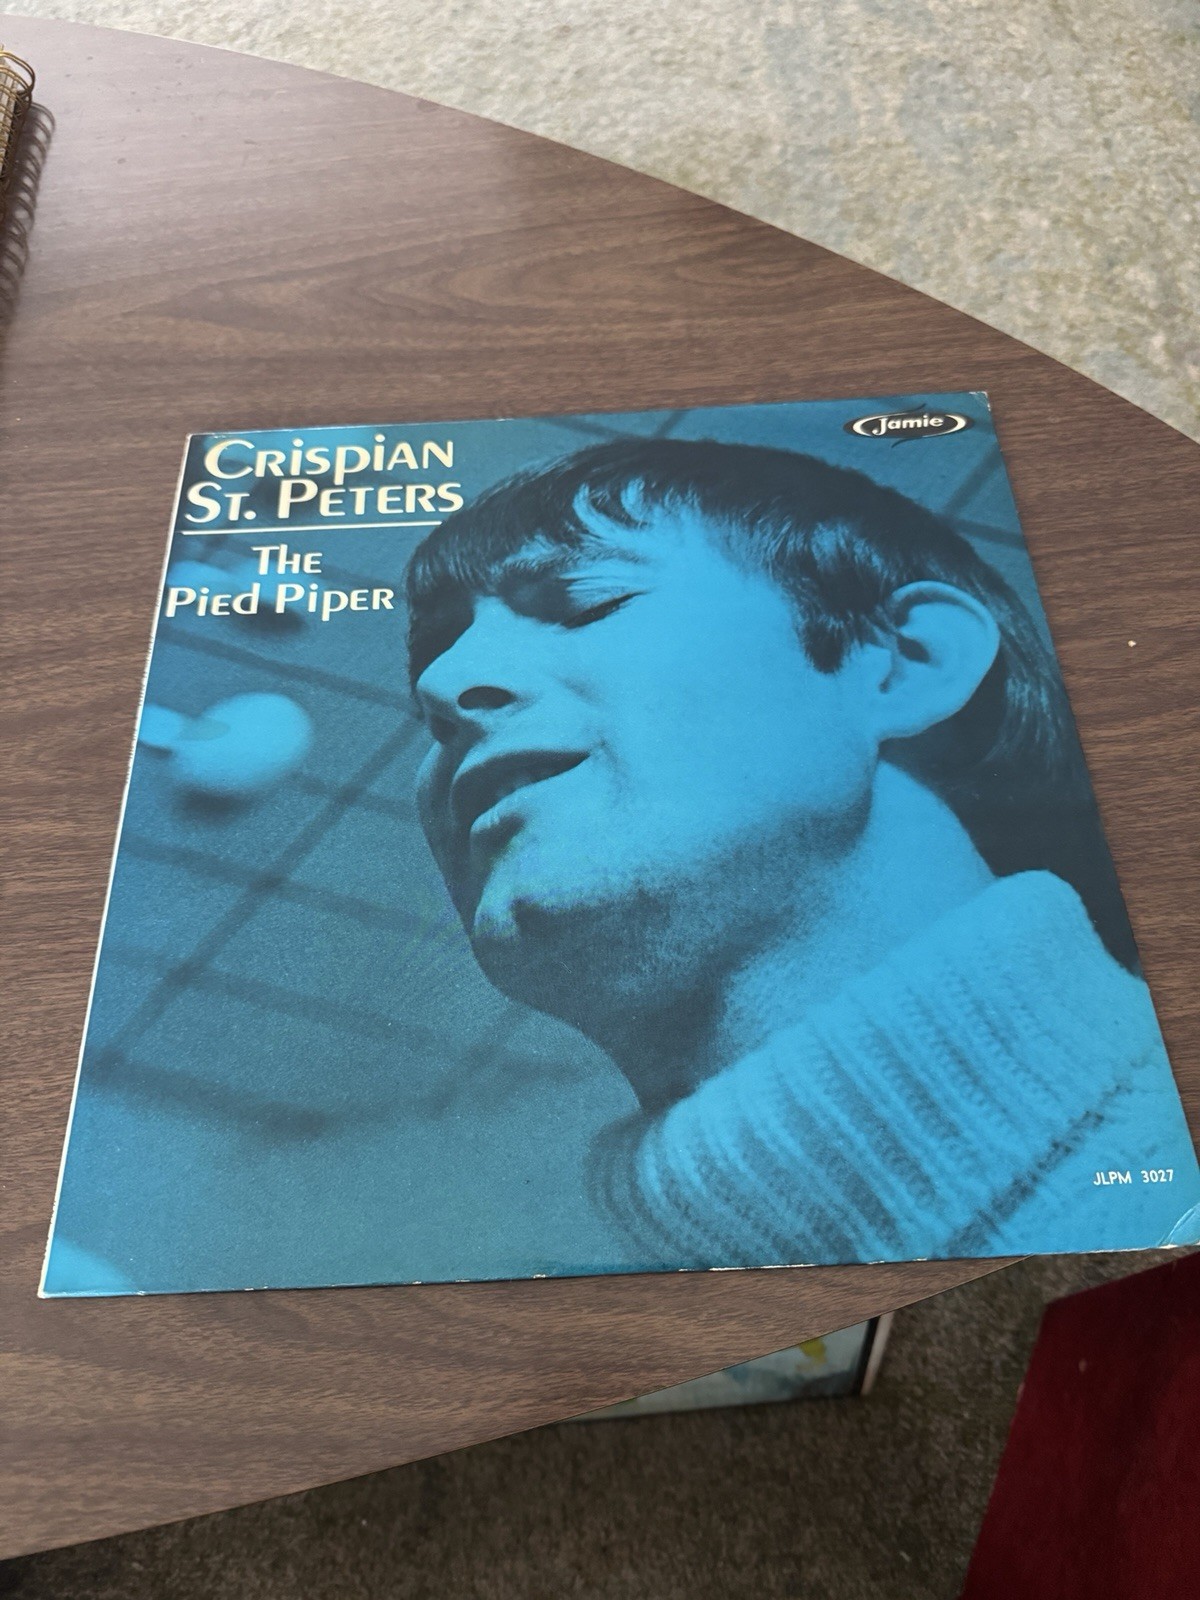 Crispian
St. Peters
The
Pied Piper
Jamie
JLPM 3027